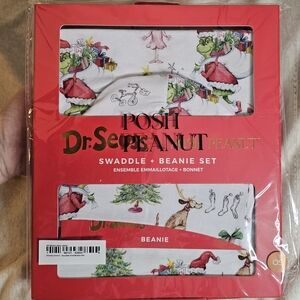 POSH
Dr. Seuss
PEANUT
SWADDLE + BEANIE SET
ENSEMBLE EMMAILLOTAGE + BONNET
BEANIE